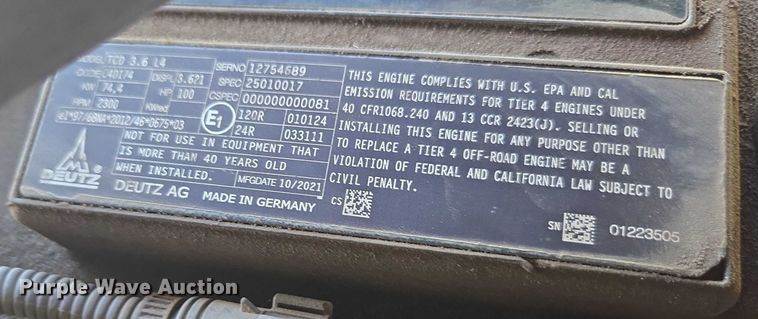 MODEL TCD 3.6 L4
CODE L40174 DISPL 3.621
KW 74,4 HP 100
RPM 2300 KWred
SERNO 12754689
SPEC 25010017
CSPEC 000000000081
E1 120R 010124
24R 033111
e1*97/68NA*2012/46*0675*03
NOT FOR USE IN EQUIPMENT THAT
IS MORE THAN 40 YEARS OLD
WHEN INSTALLED.
MFGDATE 10/2021
DEUTZ
DEUTZ AG MADE IN GERMANY
THIS ENGINE COMPLIES WITH U.S. EPA AND CAL
EMISSION REQUIREMENTS FOR TIER 4 ENGINES UNDER
40 CFR1068.240 AND 13 CCR 2423(J). SELLING OR
INSTALLING THIS ENGINE FOR ANY PURPOSE OTHER THAN
TO REPLACE A TIER 4 OFF-ROAD ENGINE MAY BE A
VIOLATION OF FEDERAL AND CALIFORNIA LAW SUBJECT TO
CIVIL PENALTY.
CS
SN 01223505
Purple Wave Auction